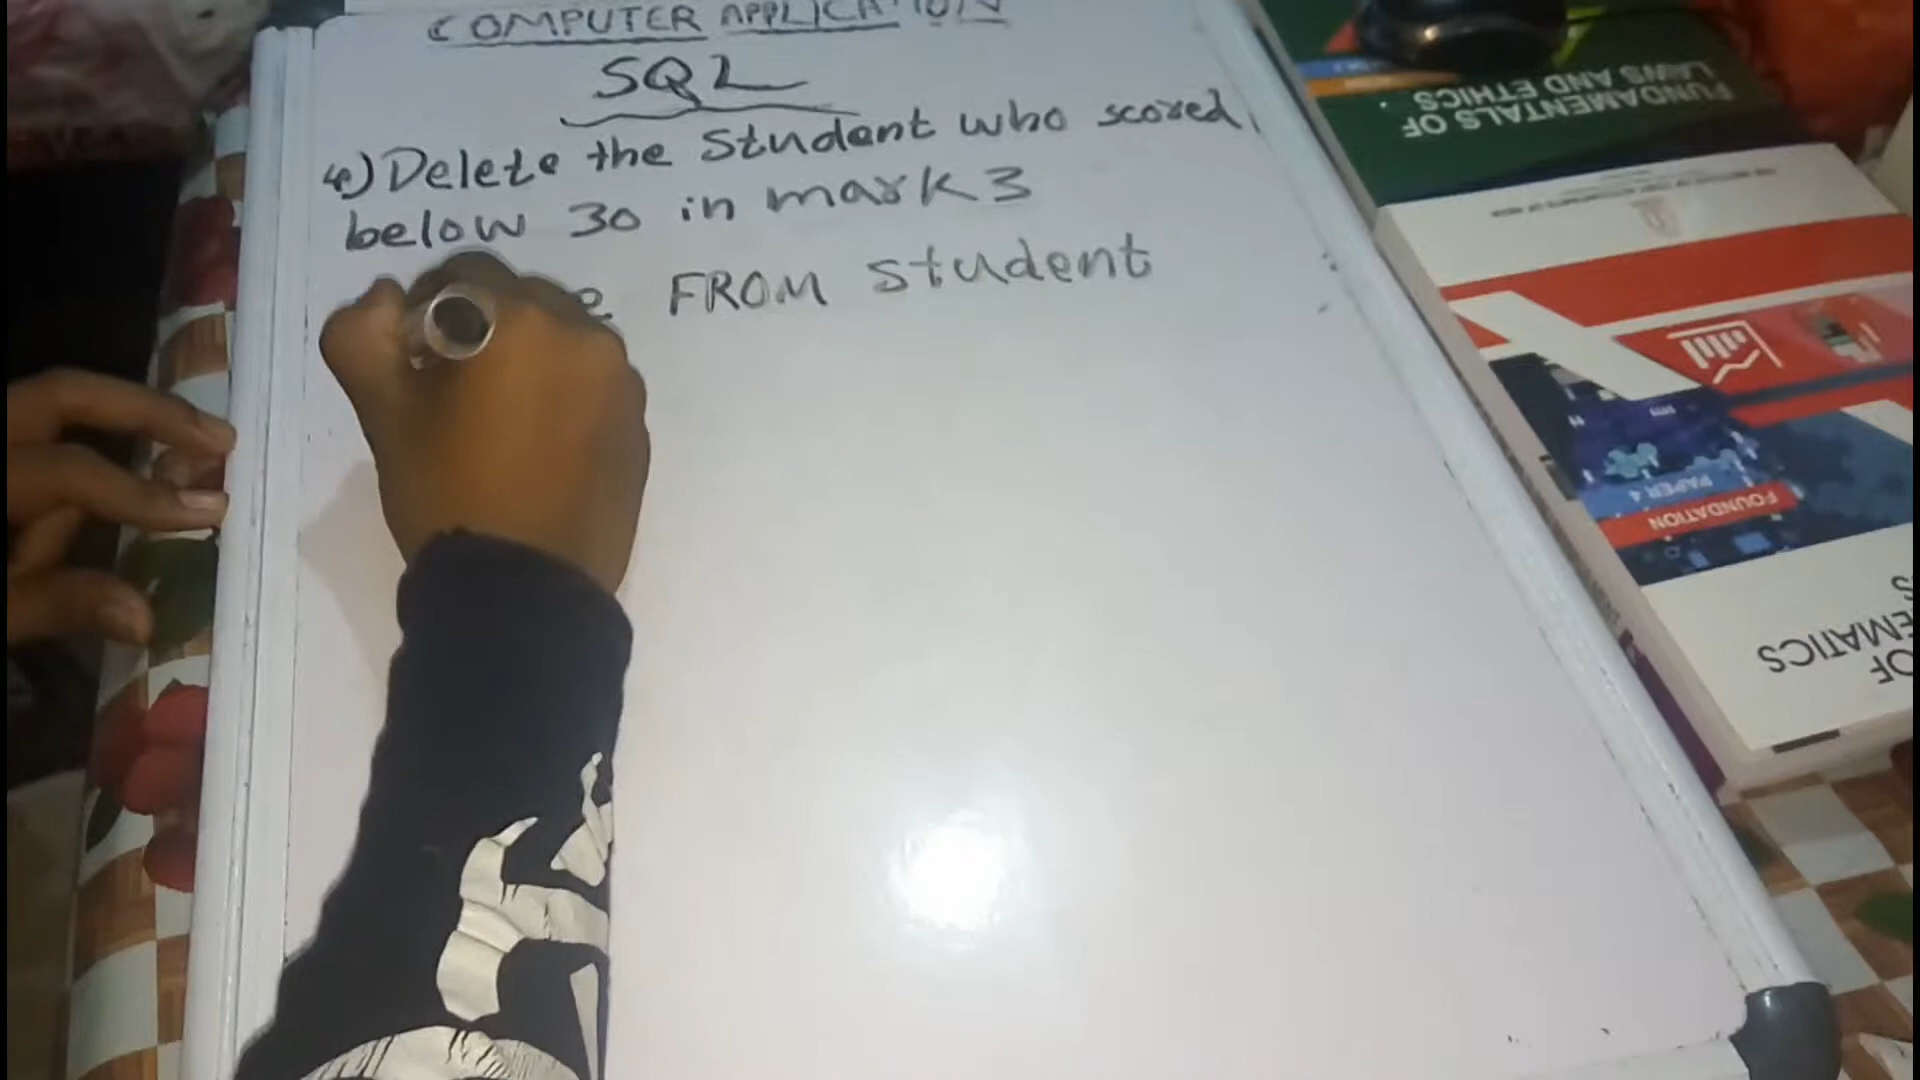 COMPUTER APPLICATION
SQL
4) Delete the student who scored
below 30 in mark3
FROM student
FUNDAMENTALS OF
LAWS AND ETHICS
FOUNDATION
PAPER 4
OF